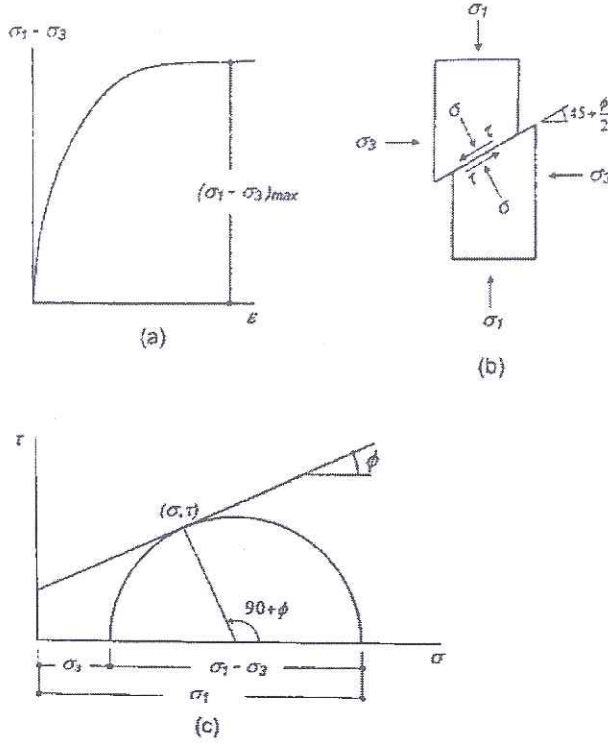 σ₁ - σ₃
(σ₁ - σ₃)max
ε
(a)
σ₁
45+φ/2
σ
τ
σ₃
τ
σ
σ₃
σ₁
(b)
τ
φ
(σ,τ)
90+φ
σ₃
σ₁ - σ₃
σ
σ₁
(c)